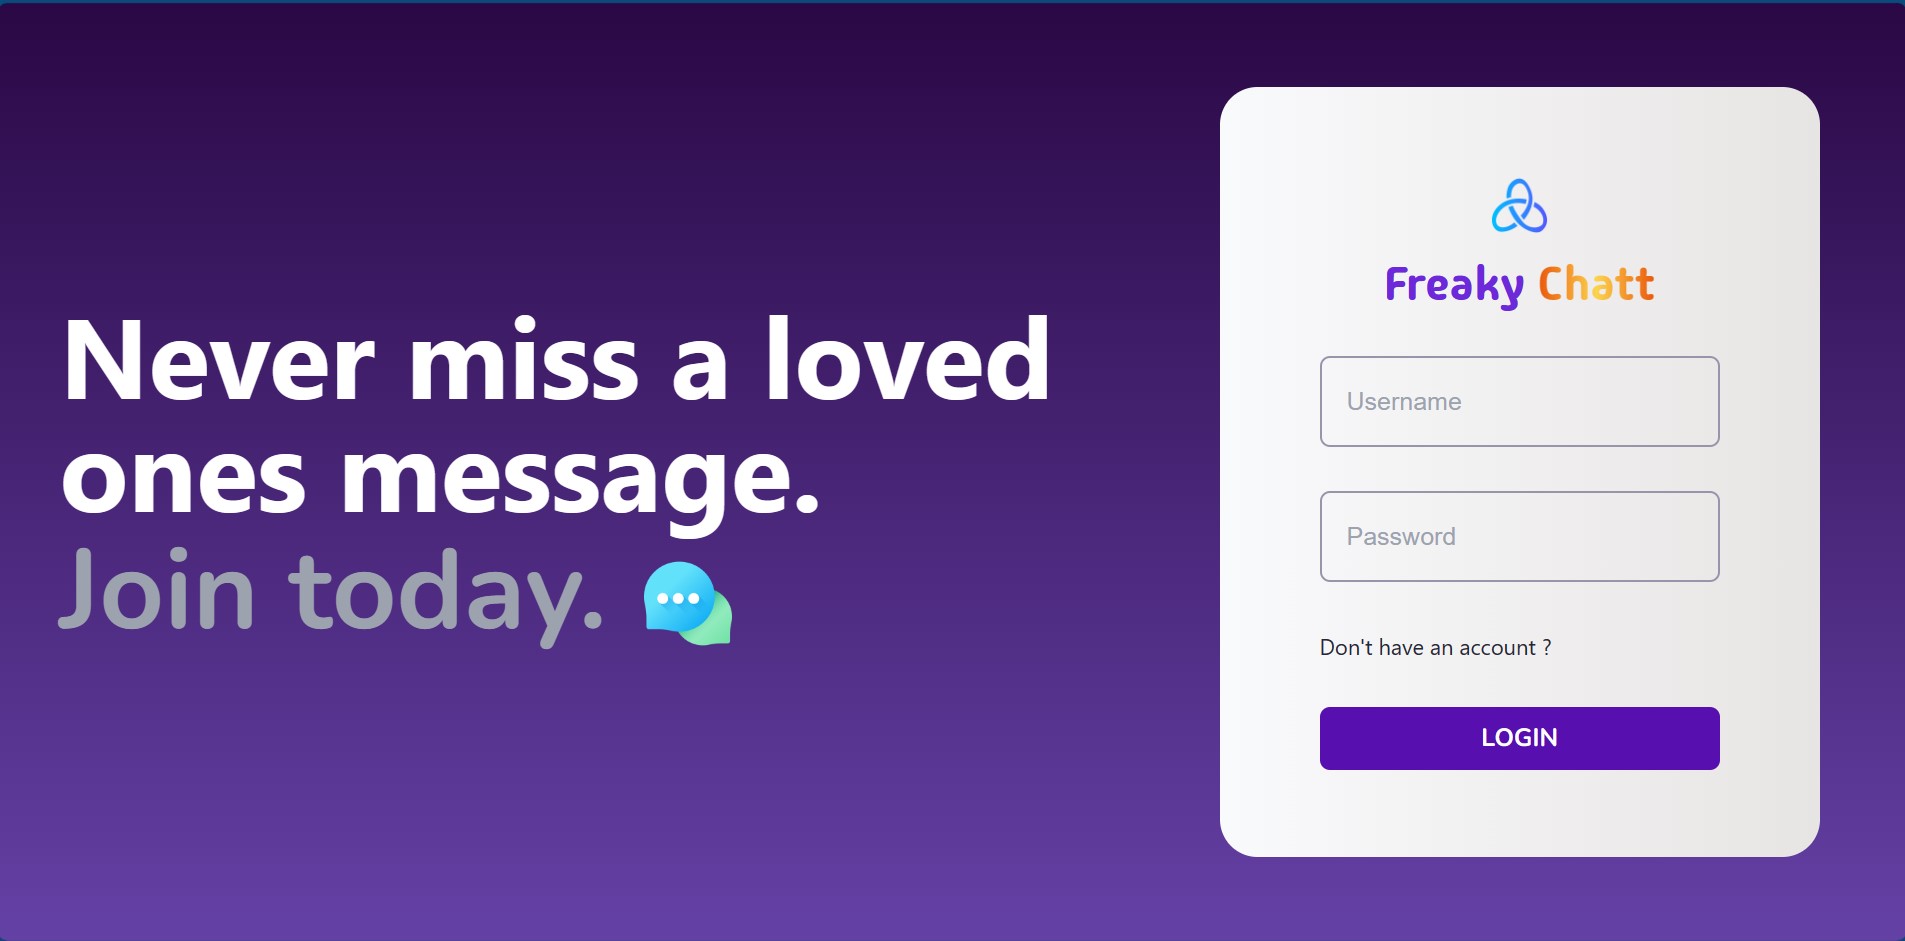 Never miss a loved
ones message.
Join today.
Freaky Chatt
Username
Password
Don't have an account ?
LOGIN